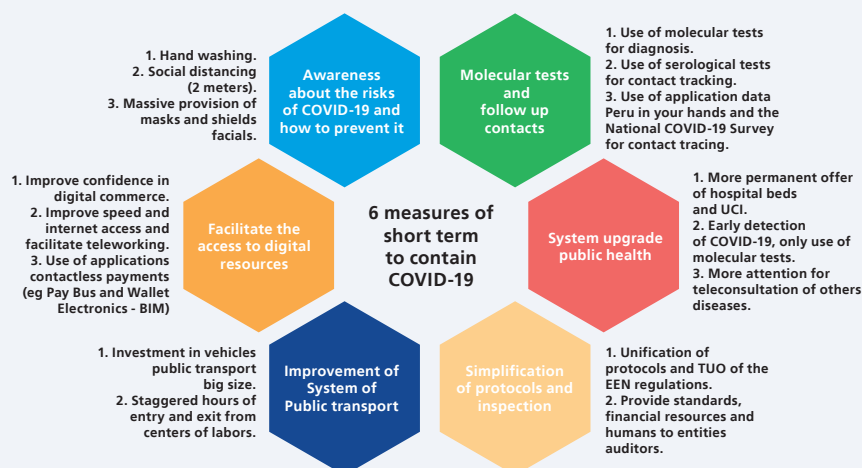 1. Hand washing.
2. Social distancing
(2 meters).
3. Massive provision of
masks and shields
facials.
Awareness
about the risks
of COVID-19 and
how to prevent it
Molecular tests
and
follow up
contacts
1. Use of molecular tests
for diagnosis.
2. Use of serological tests
for contact tracking.
3. Use of application data
Peru in your hands and the
National COVID-19 Survey
for contact tracing.
1. Improve confidence in
digital commerce.
2. Improve speed and
internet access and
facilitate teleworking.
3. Use of applications
contactless payments
(eg Pay Bus and Wallet
Electronics - BIM)
Facilitate the
access to digital
resources
6 measures of
short term
to contain
COVID-19
System upgrade
public health
1. More permanent offer
of hospital beds
and UCI.
2. Early detection
of COVID-19, only use of
molecular tests.
3. More attention for
teleconsultation of others
diseases.
1. Investment in vehicles
public transport
big size.
2. Staggered hours of
entry and exit from
centers of labors.
Improvement of
System of
Public transport
Simplification
of protocols and
inspection
1. Unification of
protocols and TUO of the
EEN regulations.
2. Provide standards,
financial resources and
humans to entities
auditors.